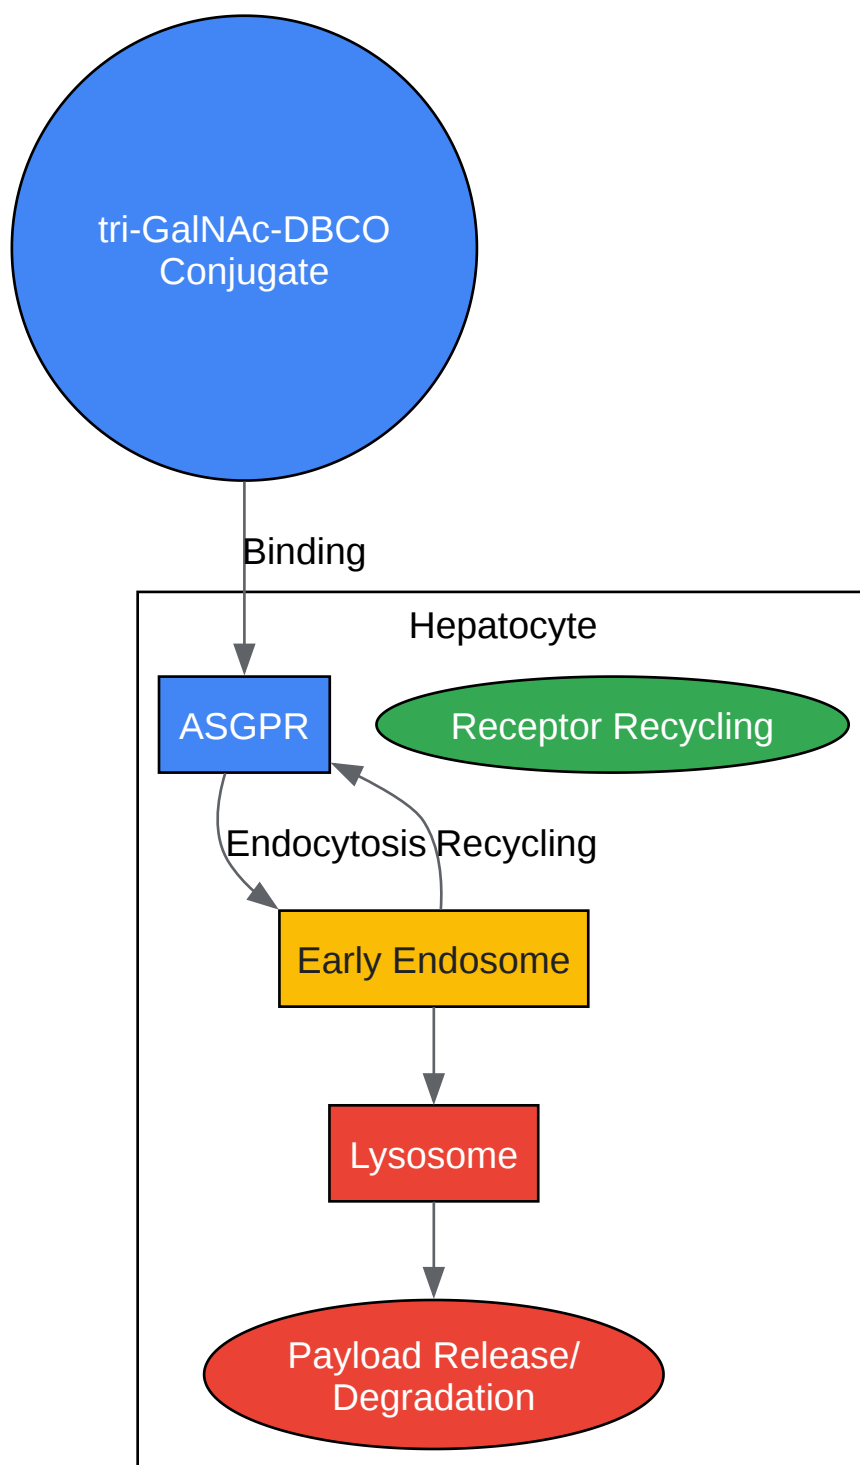 tri-GalNAc-DBCO
Conjugate
Binding
Hepatocyte
ASGPR
Receptor Recycling
Endocytosis
Recycling
Early Endosome
Lysosome
Payload Release/
Degradation